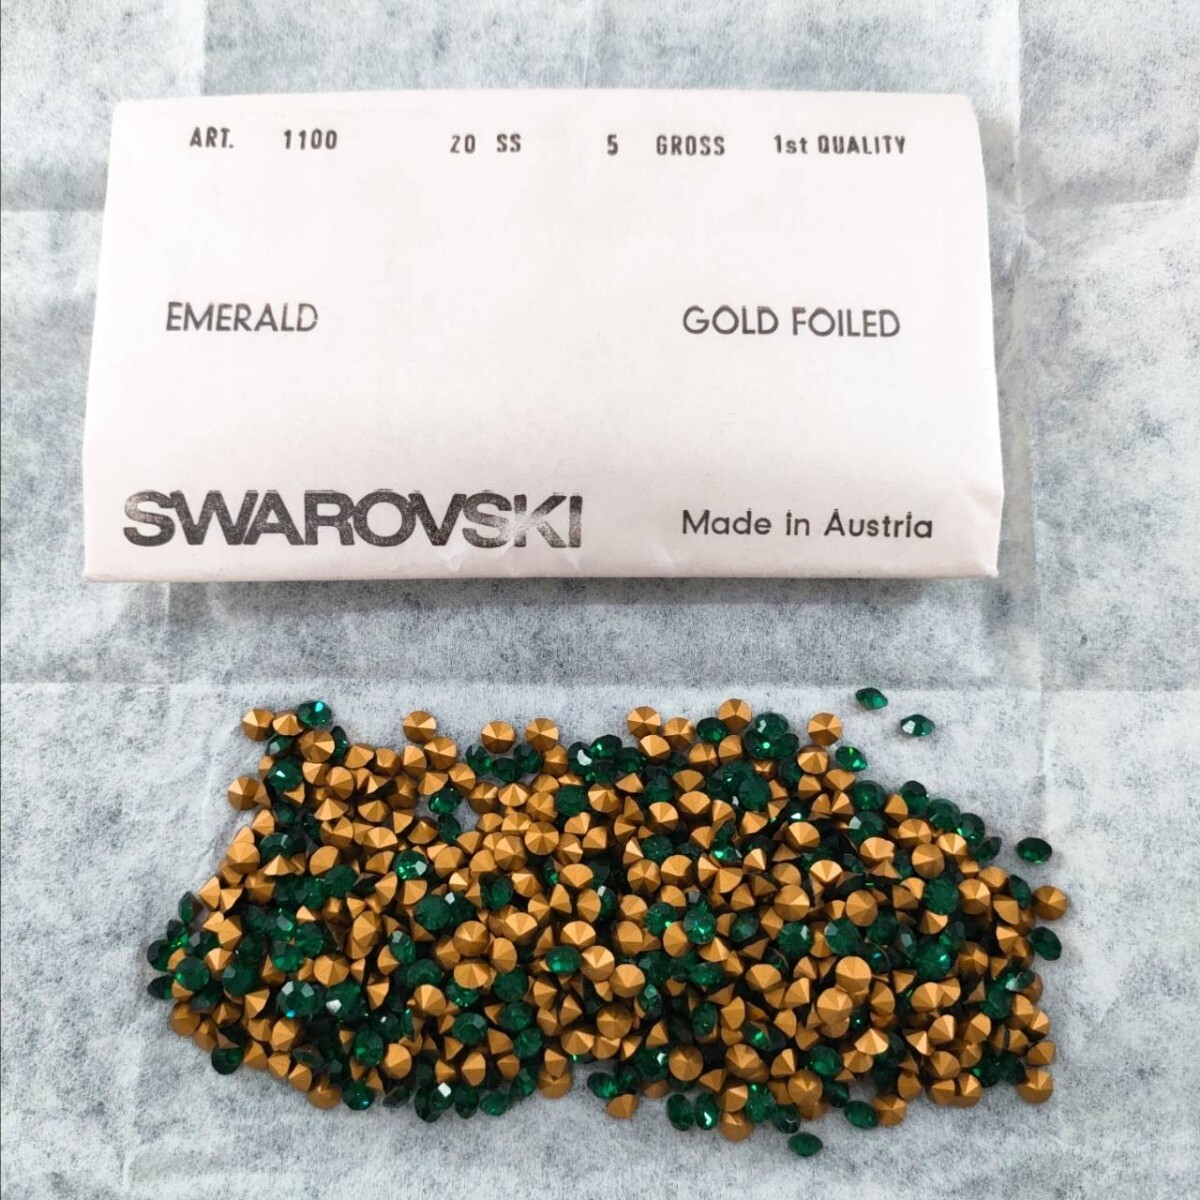 ART. 1100 20 SS 5 GROSS 1st QUALITY
EMERALD GOLD FOILED
SWAROVSKI Made in Austria